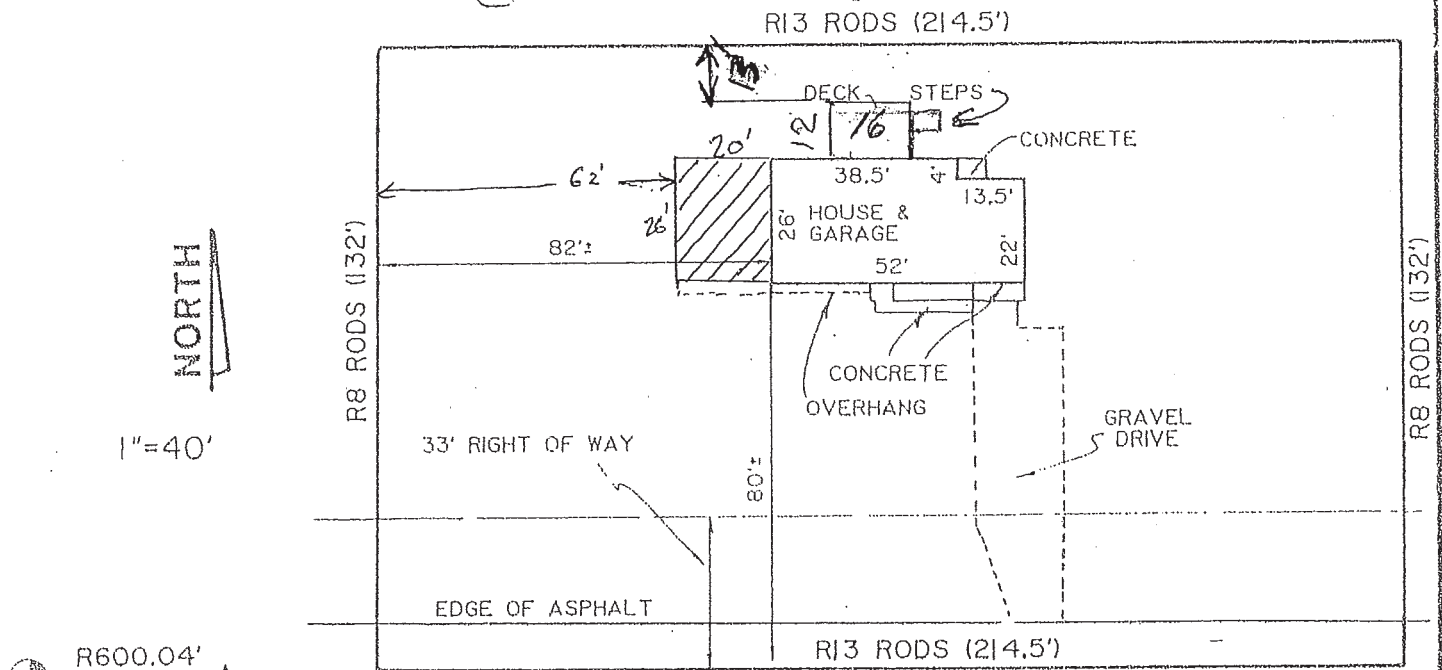 R13 RODS (214.5')
DECK
STEPS
12
16
CONCRETE
20'
62'
38.5'
4'
13.5'
26'
26'
HOUSE &
GARAGE
22'
82'±
52'
R8 RODS (132')
R8 RODS (132')
NORTH
CONCRETE
OVERHANG
GRAVEL
DRIVE
1"=40'
33' RIGHT OF WAY
80'±
EDGE OF ASPHALT
R13 RODS (214.5')
R600.04'